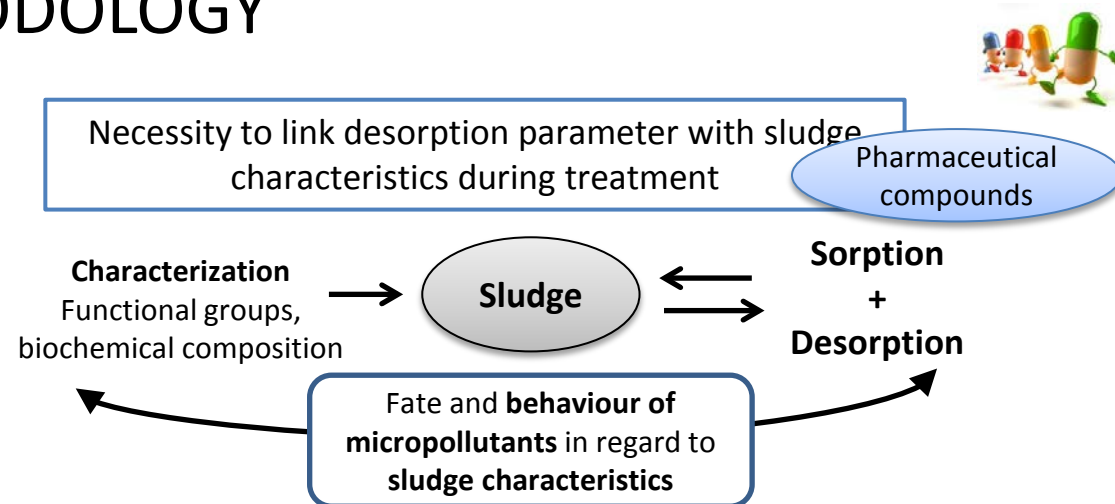 ODOLOGY
Necessity to link desorption parameter with sludge
characteristics during treatment
Pharmaceutical
compounds
Characterization
Functional groups,
biochemical composition
Sludge
Sorption
+
Desorption
Fate and behaviour of
micropollutants in regard to
sludge characteristics